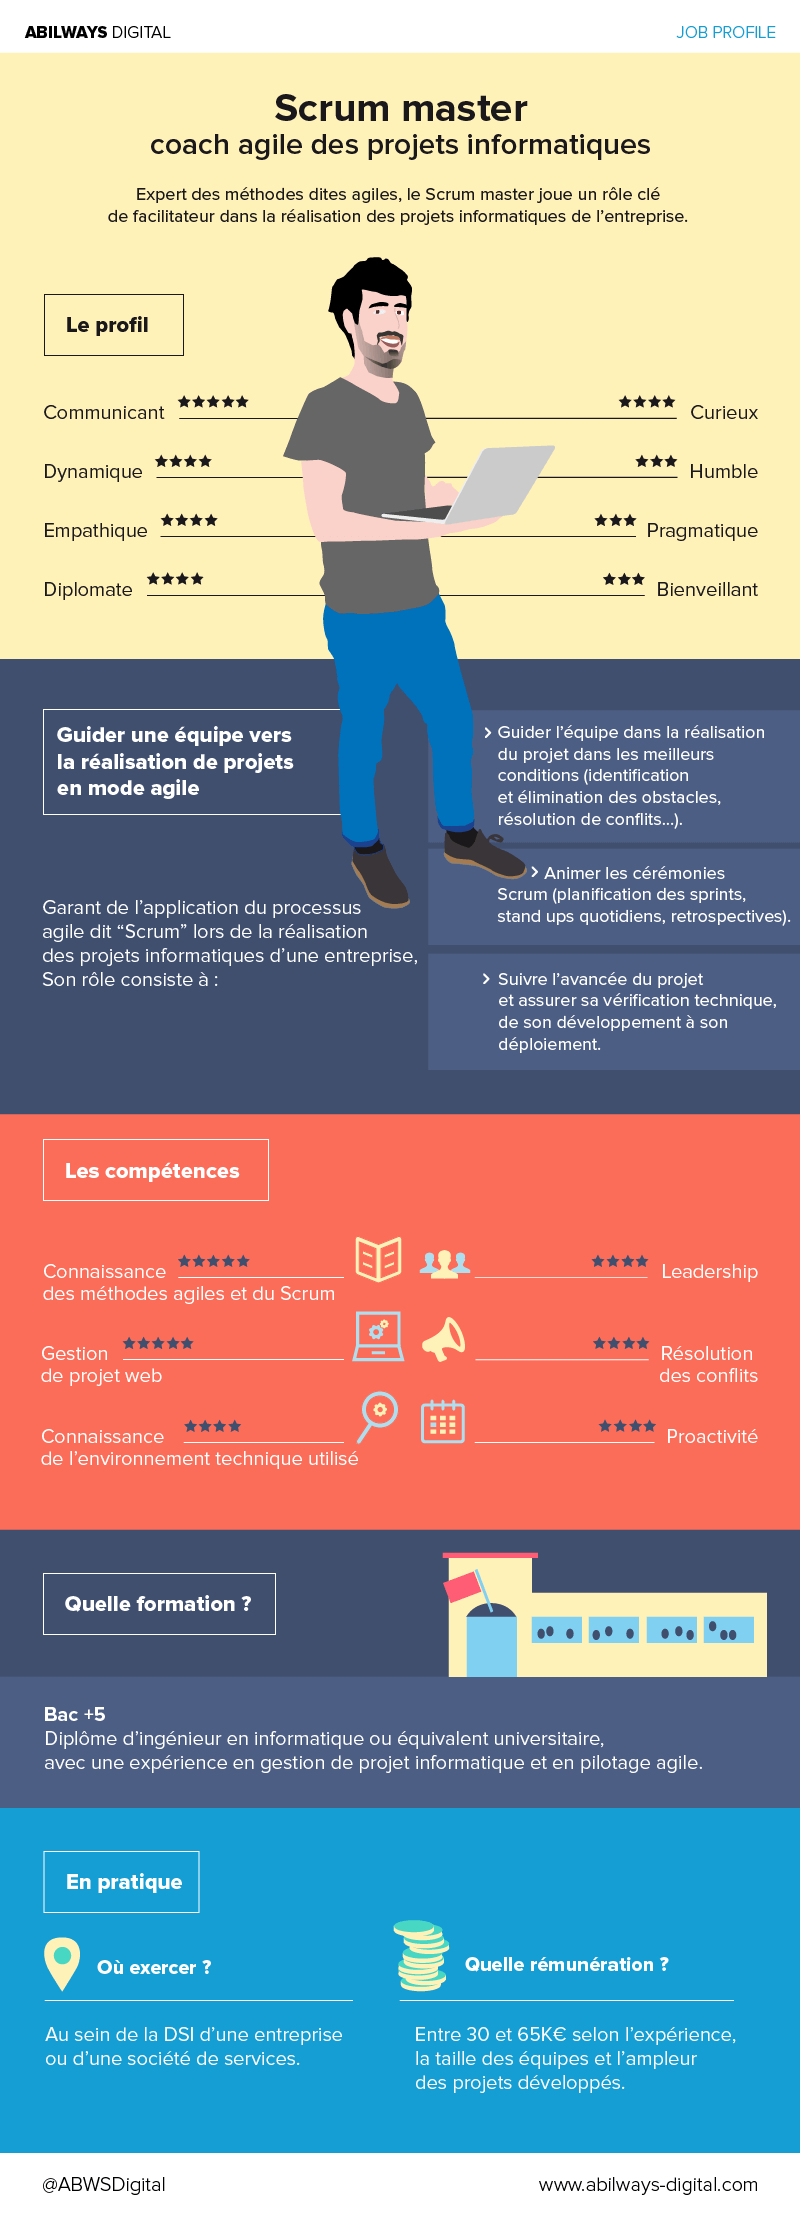 ABILWAYS DIGITAL
JOB PROFILE
Scrum master
coach agile des projets informatiques
Expert des méthodes dites agiles, le Scrum master joue un rôle clé
de facilitateur dans la réalisation des projets informatiques de l’entreprise.
Le profil
Communicant ★★★★★
★★★★ Curieux
Dynamique ★★★★
★★★ Humble
Empathique ★★★★
★★★ Pragmatique
Diplomate ★★★★
★★★ Bienveillant
Guider une équipe vers
la réalisation de projets
en mode agile
Garant de l’application du processus
agile dit “Scrum” lors de la réalisation
des projets informatiques d’une entreprise,
Son rôle consiste à :
> Guider l’équipe dans la réalisation
du projet dans les meilleurs
conditions (identification
et élimination des obstacles,
résolution de conflits...).
> Animer les cérémonies
Scrum (planification des sprints,
stand ups quotidiens, retrospectives).
> Suivre l’avancée du projet
et assurer sa vérification technique,
de son développement à son
déploiement.
Les compétences
Connaissance ★★★★★
des méthodes agiles et du Scrum
★★★★ Leadership
Gestion ★★★★★
de projet web
★★★★ Résolution
des conflits
Connaissance ★★★★
de l’environnement technique utilisé
★★★★ Proactivité
Quelle formation ?
Bac +5
Diplôme d’ingénieur en informatique ou équivalent universitaire,
avec une expérience en gestion de projet informatique et en pilotage agile.
En pratique
Où exercer ?
Au sein de la DSI d’une entreprise
ou d’une société de services.
Quelle rémunération ?
Entre 30 et 65K€ selon l’expérience,
la taille des équipes et l’ampleur
des projets développés.
@ABWSDigital
www.abilways-digital.com